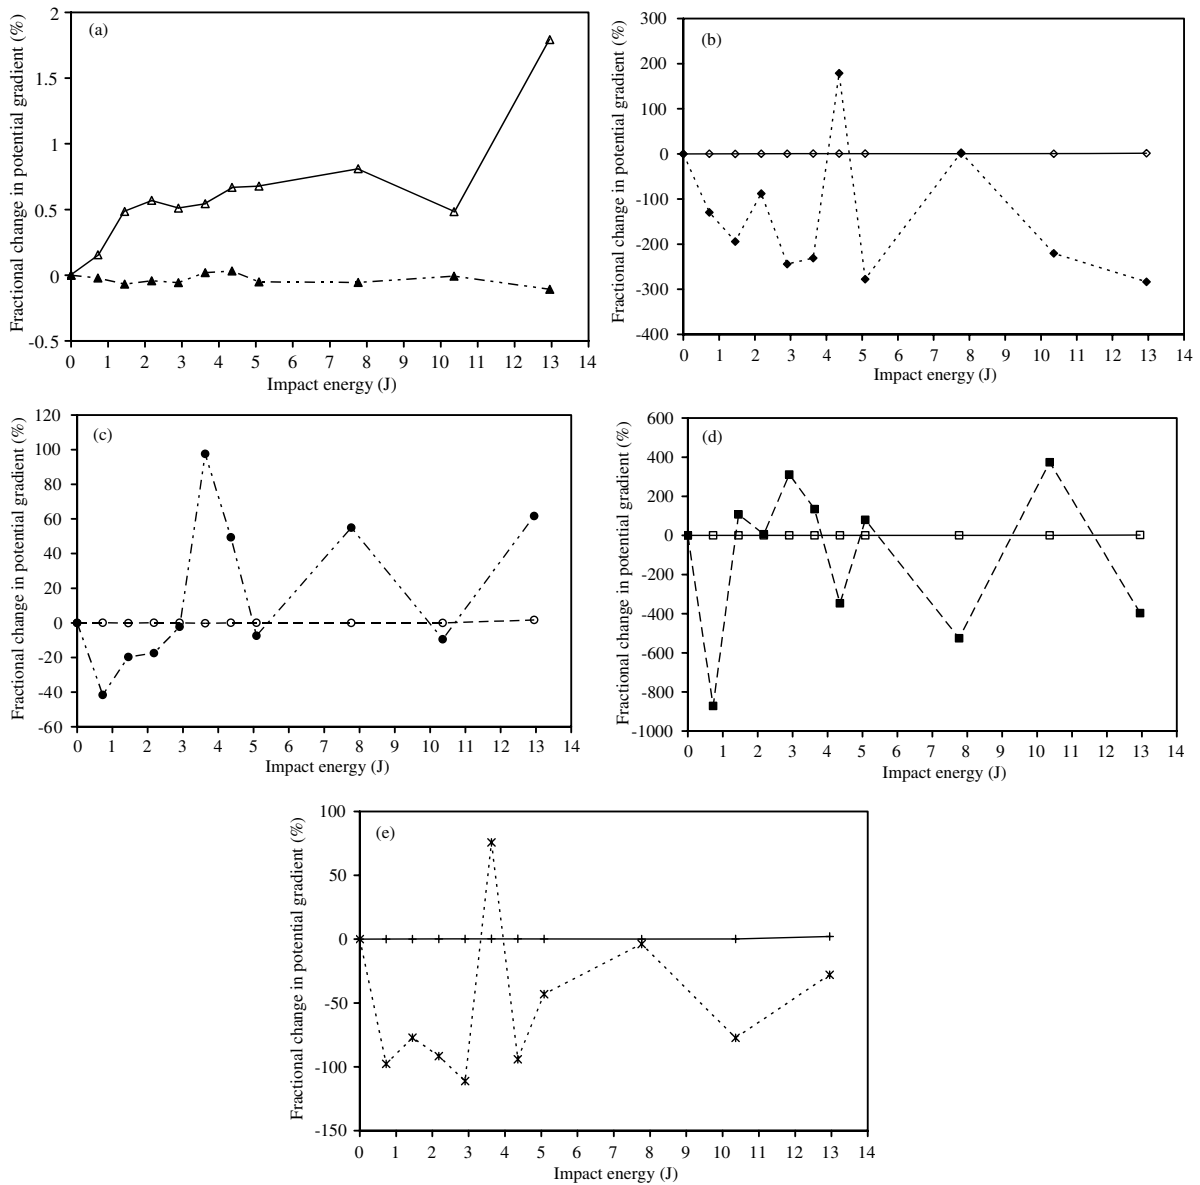 (a)
Fractional change in potential gradient (%)
2
1.5
1
0.5
0
-0.5
0 1 2 3 4 5 6 7 8 9 10 11 12 13 14
Impact energy (J)
(b)
Fractional change in potential gradient (%)
300
200
100
0
-100
-200
-300
-400
0 1 2 3 4 5 6 7 8 9 10 11 12 13 14
Impact energy (J)
(c)
Fractional change in potential gradient (%)
120
100
80
60
40
20
0
-20
-40
-60
0 1 2 3 4 5 6 7 8 9 10 11 12 13 14
Impact energy (J)
(d)
Fractional change in potential gradient (%)
600
400
200
0
-200
-400
-600
-800
-1000
0 1 2 3 4 5 6 7 8 9 10 11 12 13 14
Impact energy (J)
(e)
Fractional change in potential gradient (%)
100
50
0
-50
-100
-150
0 1 2 3 4 5 6 7 8 9 10 11 12 13 14
Impact energy (J)